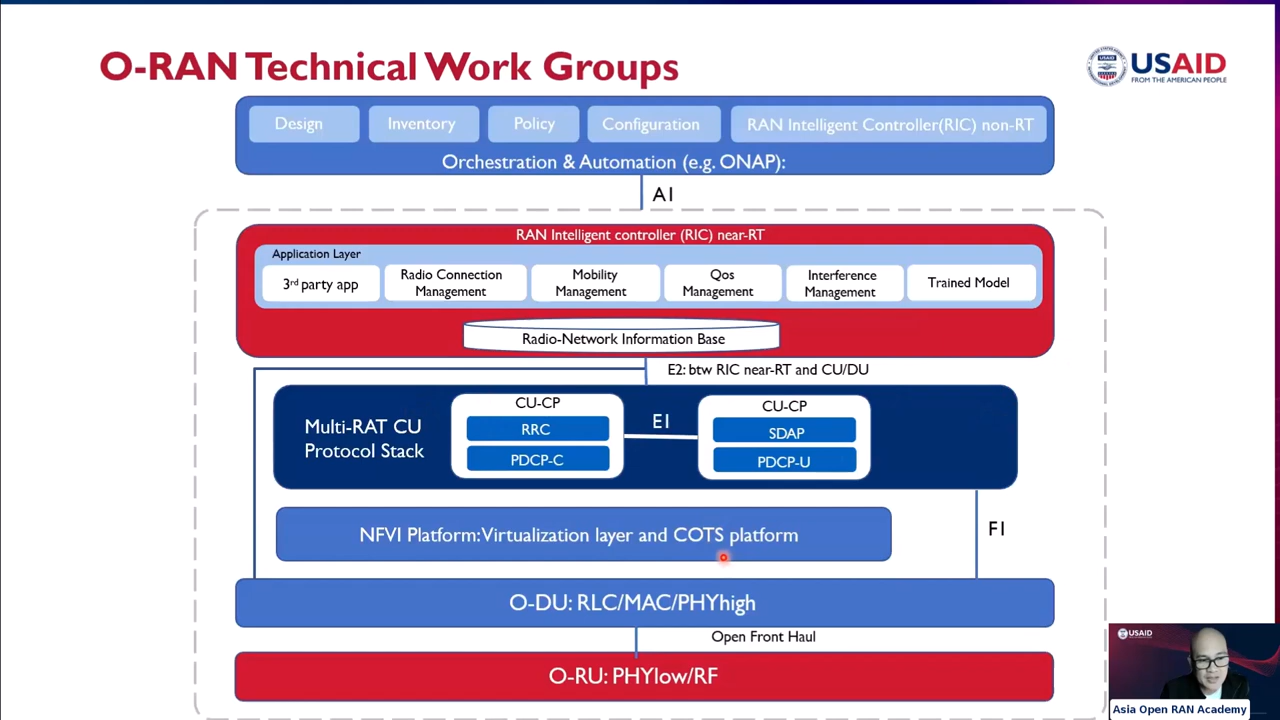 O-RAN Technical Work Groups
USAID
FROM THE AMERICAN PEOPLE
Design
Inventory
Policy
Configuration
RAN Intelligent Controller(RIC) non-RT
Orchestration & Automation (e.g. ONAP):
A1
RAN Intelligent controller (RIC) near-RT
Application Layer
3rd party app
Radio Connection
Management
Mobility
Management
Qos
Management
Interference
Management
Trained Model
Radio-Network Information Base
E2: btw RIC near-RT and CU/DU
Multi-RAT CU
Protocol Stack
CU-CP
RRC
PDCP-C
E1
CU-CP
SDAP
PDCP-U
F1
NFVI Platform:Virtualization layer and COTS platform
O-DU: RLC/MAC/PHYhigh
Open Front Haul
O-RU: PHYlow/RF
USAID
Asia Open RAN Academy